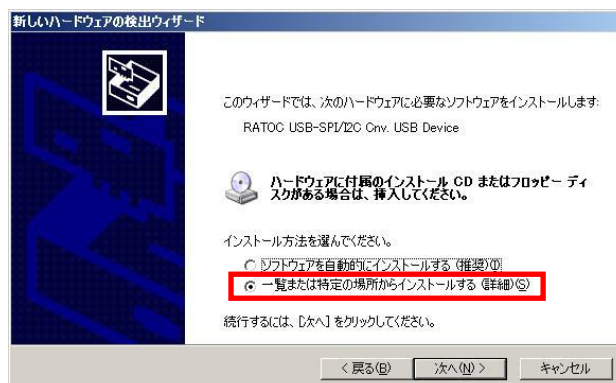 新しいハードウェアの検出ウィザード
このウィザードでは、次のハードウェアに必要なソフトウェアをインストールします:
RATOC USB-SPI/I2C Cnv. USB Device
ハードウェアに付属のインストール CD またはフロッピー ディ
スクがある場合は、挿入してください。
インストール方法を選んでください。
ソフトウェアを自動的にインストールする (推奨)(I)
一覧または特定の場所からインストールする (詳細)(S)
続行するには、[次へ] をクリックしてください。
< 戻る(B)
次へ(N) >
キャンセル